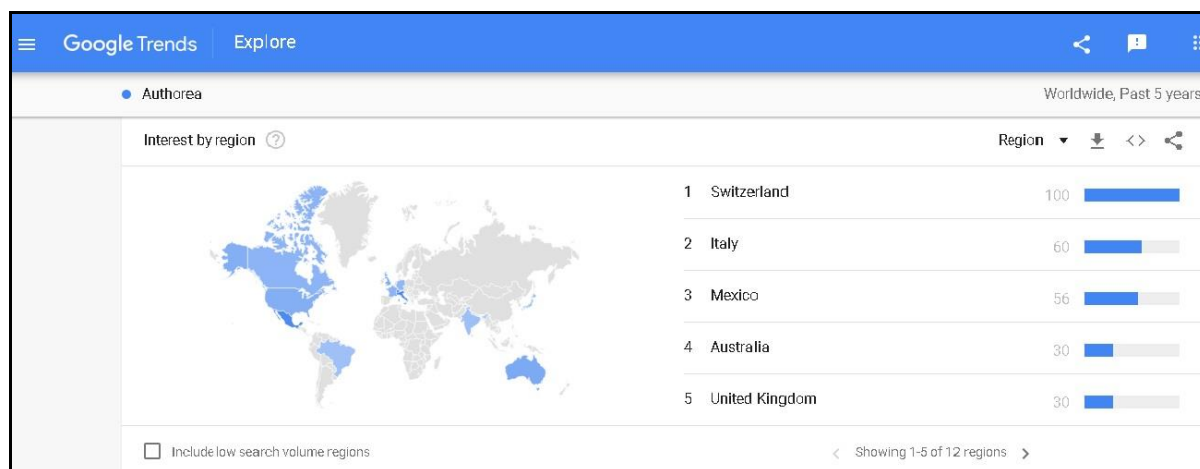 Google Trends Explore
Authorea Worldwide, Past 5 years
Interest by region Region
1 Switzerland 100
2 Italy 60
3 Mexico 56
4 Australia 30
5 United Kingdom 30
Include low search volume regions Showing 1-5 of 12 regions